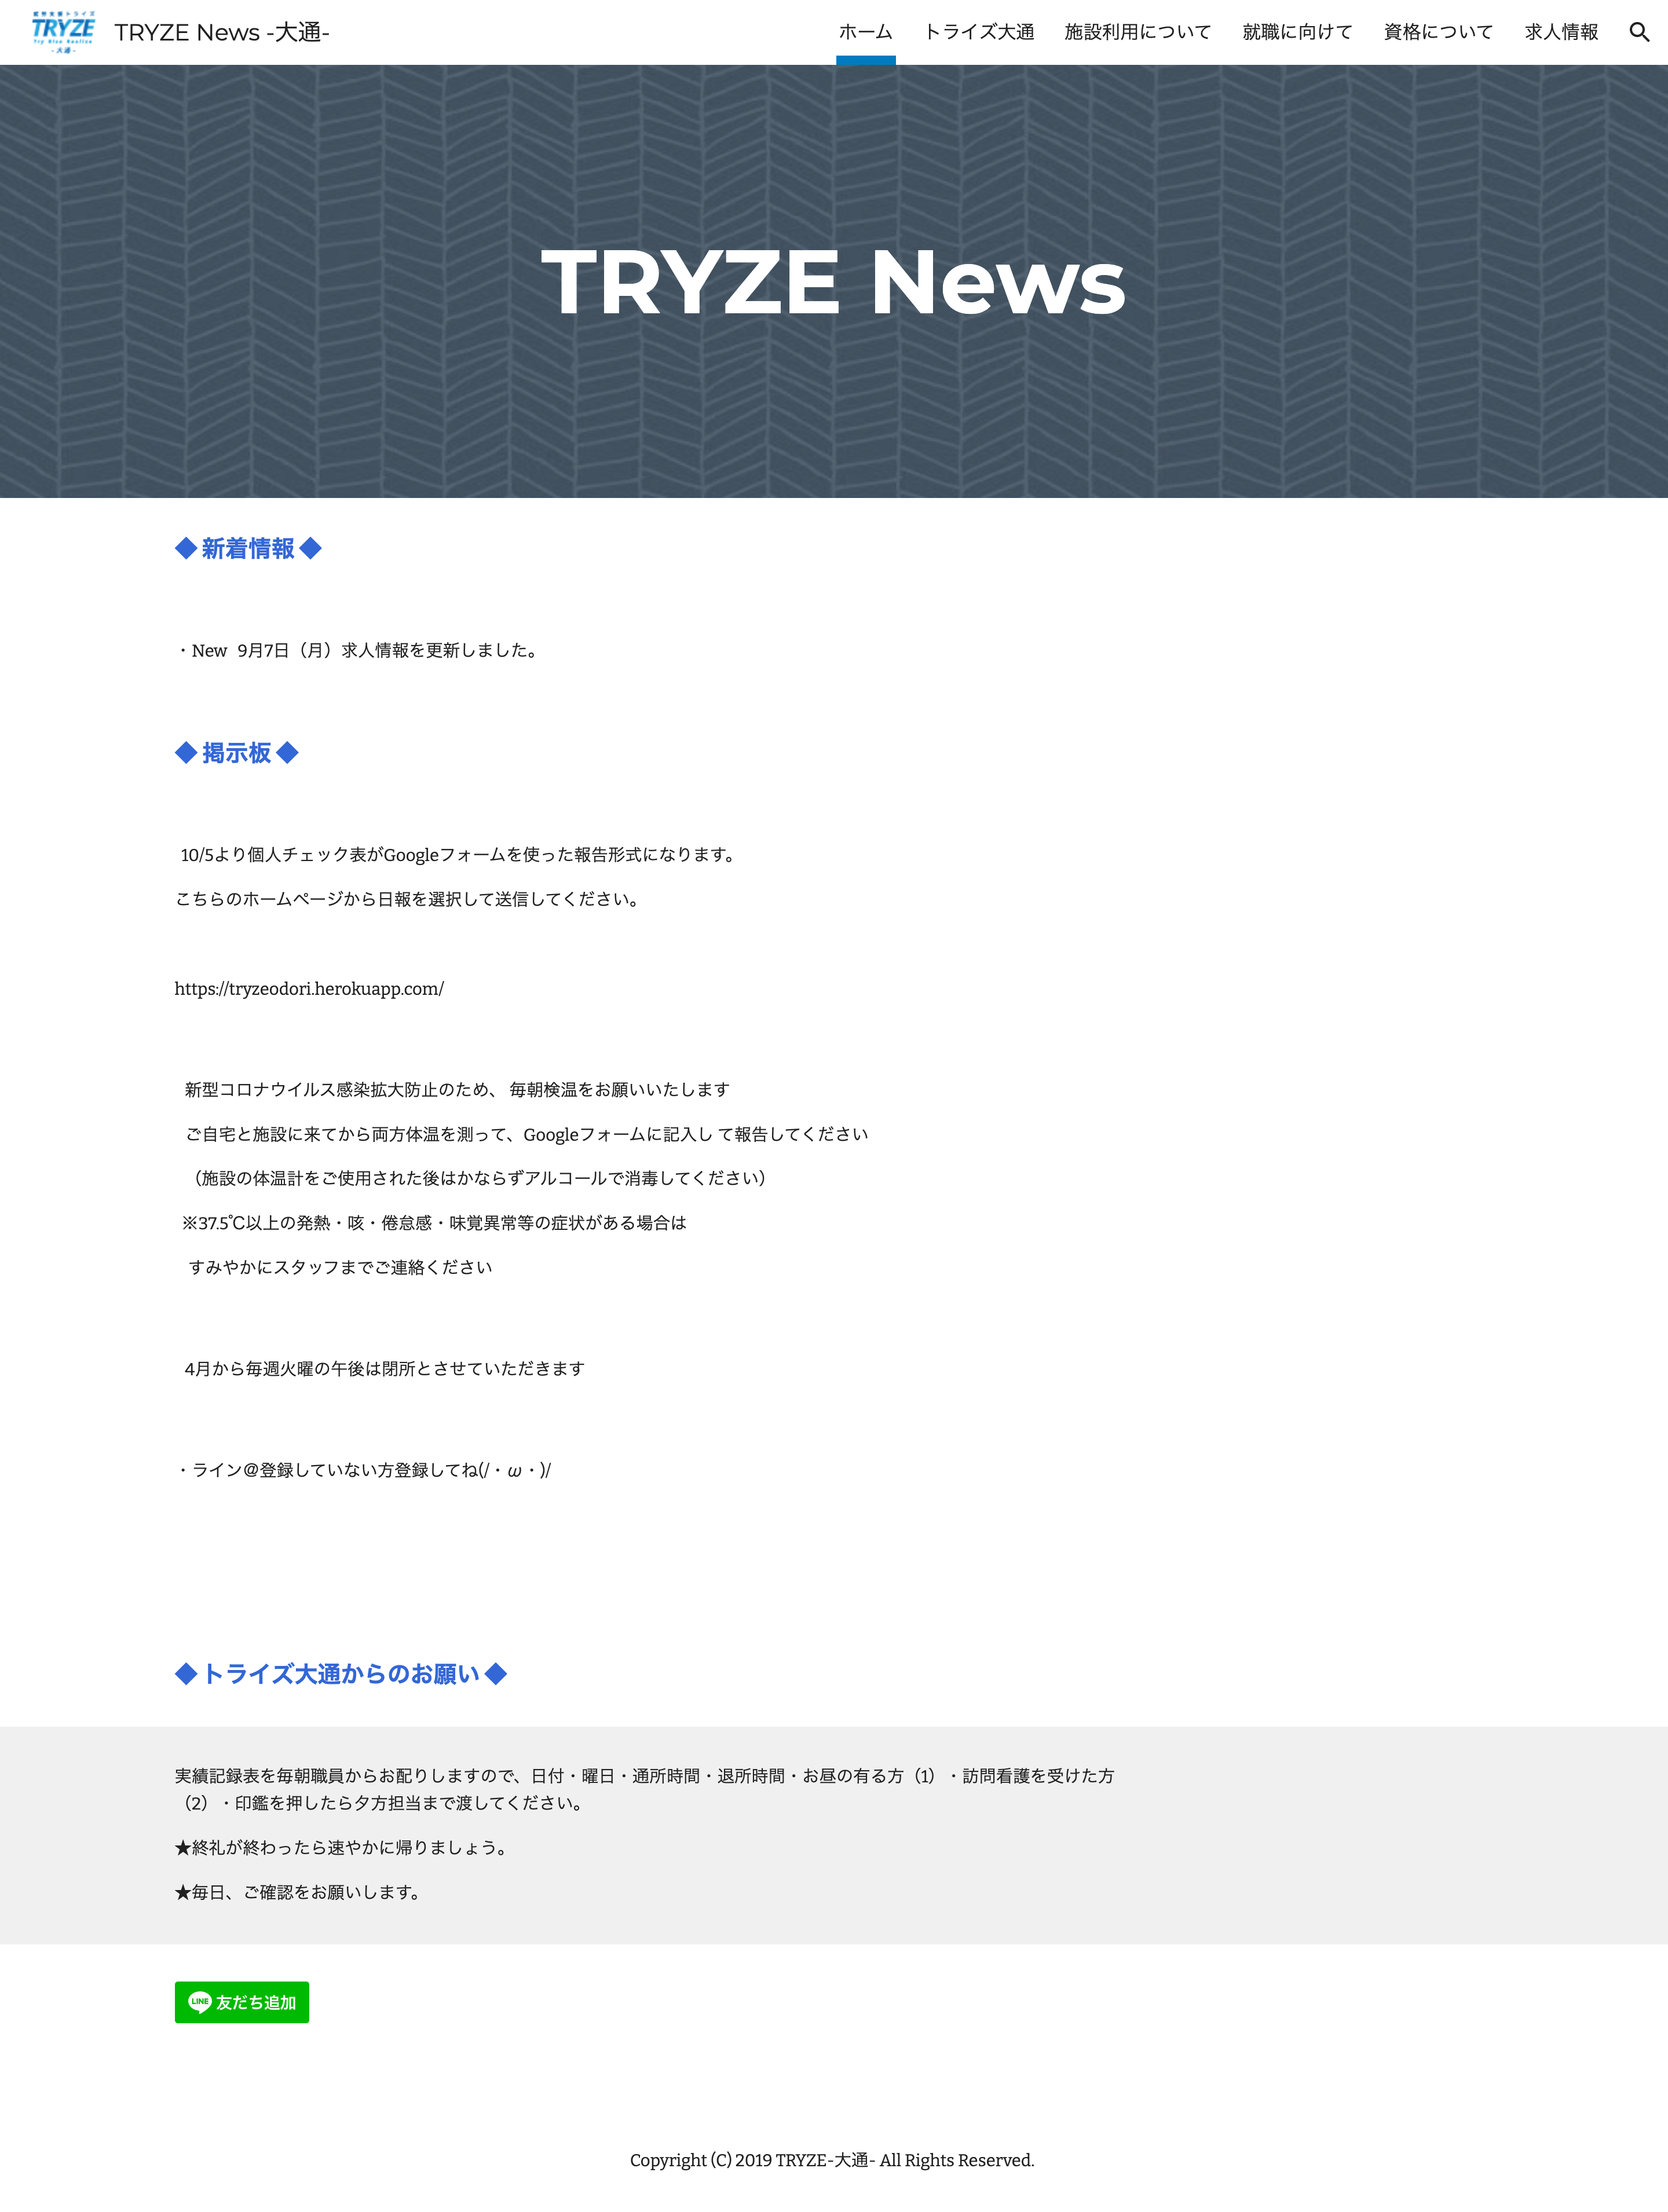 TRYZE
-大通-
TRYZE News -大通-
ホーム
トライズ大通
施設利用について
就職に向けて
資格について
求人情報
TRYZE News
◆ 新着情報 ◆
・New 9月7日（月）求人情報を更新しました。
◆ 掲示板 ◆
10/5より個人チェック表がGoogleフォームを使った報告形式になります。
こちらのホームページから日報を選択して送信してください。
https://tryzeodori.herokuapp.com/
新型コロナウイルス感染拡大防止のため、 毎朝検温をお願いいたします
ご自宅と施設に来てから両方体温を測って、Googleフォームに記入し て報告してください
（施設の体温計をご使用された後はかならずアルコールで消毒してください）
※37.5℃以上の発熱・咳・倦怠感・味覚異常等の症状がある場合は
すみやかにスタッフまでご連絡ください
4月から毎週火曜の午後は閉所とさせていただきます
・ライン＠登録していない方登録してね(/・ω・)/
◆ トライズ大通からのお願い ◆
実績記録表を毎朝職員からお配りしますので、日付・曜日・通所時間・退所時間・お昼の有る方（1）・訪問看護を受けた方
（2）・印鑑を押したら夕方担当まで渡してください。
★終礼が終わったら速やかに帰りましょう。
★毎日、ご確認をお願いします。
LINE 友だち追加
Copyright (C) 2019 TRYZE-大通- All Rights Reserved.